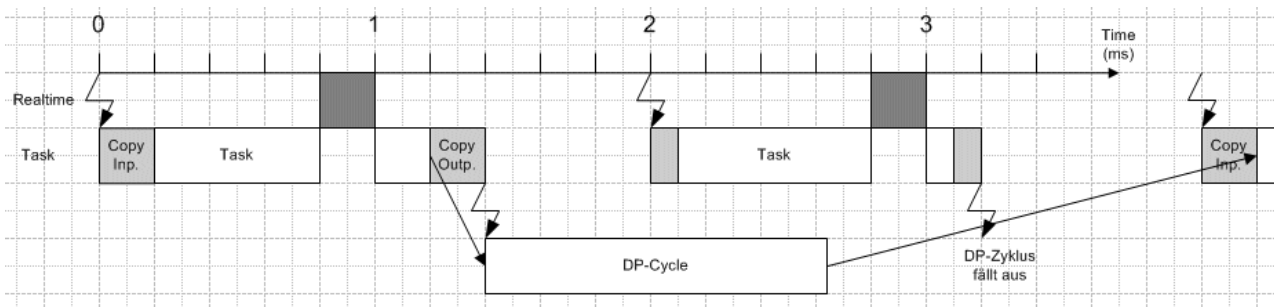 0
1
2
3
Time
(ms)
Realtime
Task
Copy
Inp.
Task
Copy
Outp.
Task
Copy
Inp.
DP-Cycle
DP-Zyklus
fällt aus